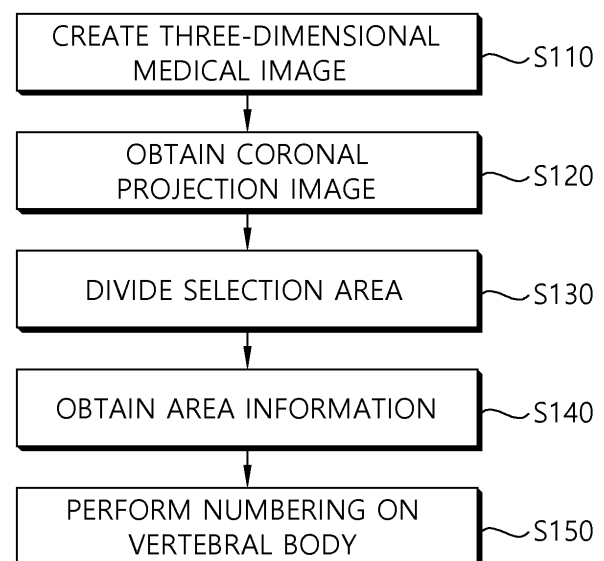 CREATE THREE-DIMENSIONAL
MEDICAL IMAGE
S110
OBTAIN CORONAL
PROJECTION IMAGE
S120
DIVIDE SELECTION AREA
S130
OBTAIN AREA INFORMATION
S140
PERFORM NUMBERING ON
VERTEBRAL BODY
S150